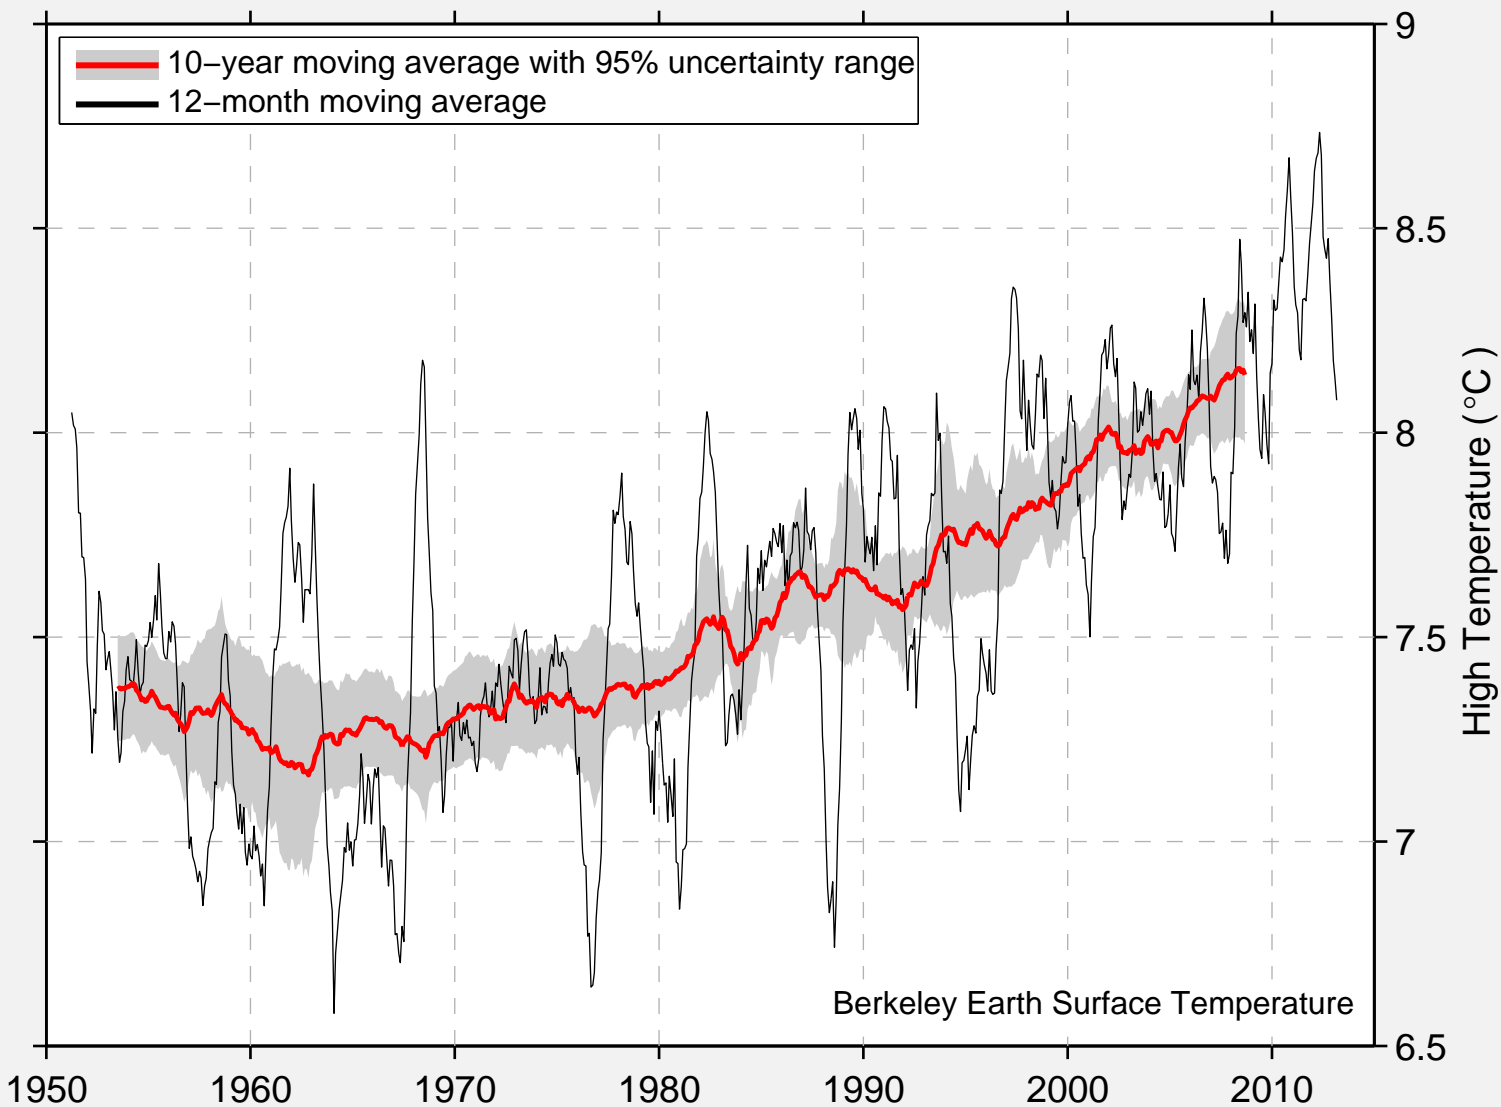 10−year moving average with 95% uncertainty range
12−month moving average
9
8.5
8
7.5
7
6.5
High Temperature (°C )
Berkeley Earth Surface Temperature
1950 1960 1970 1980 1990 2000 2010